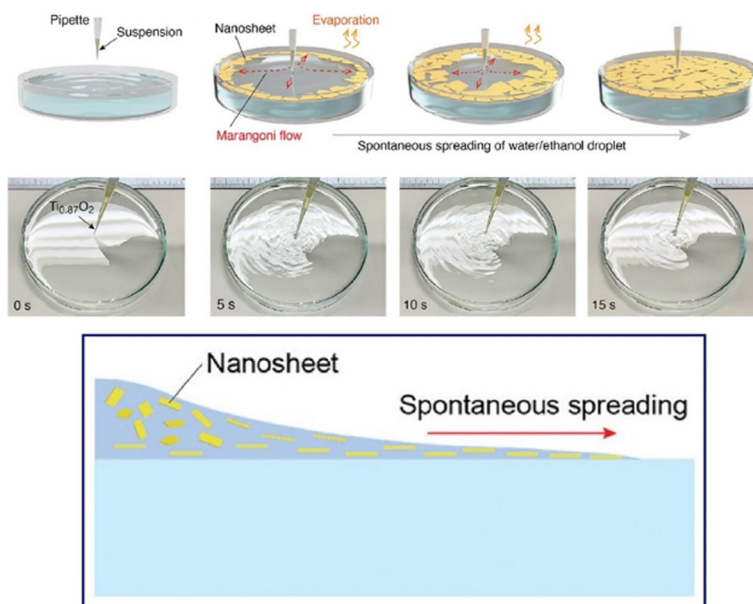 Pipette
Suspension
Nanosheet
Evaporation
Marangoni flow
Spontaneous spreading of water/ethanol droplet
Ti0.87O2
0 s
5 s
10 s
15 s
Nanosheet
Spontaneous spreading